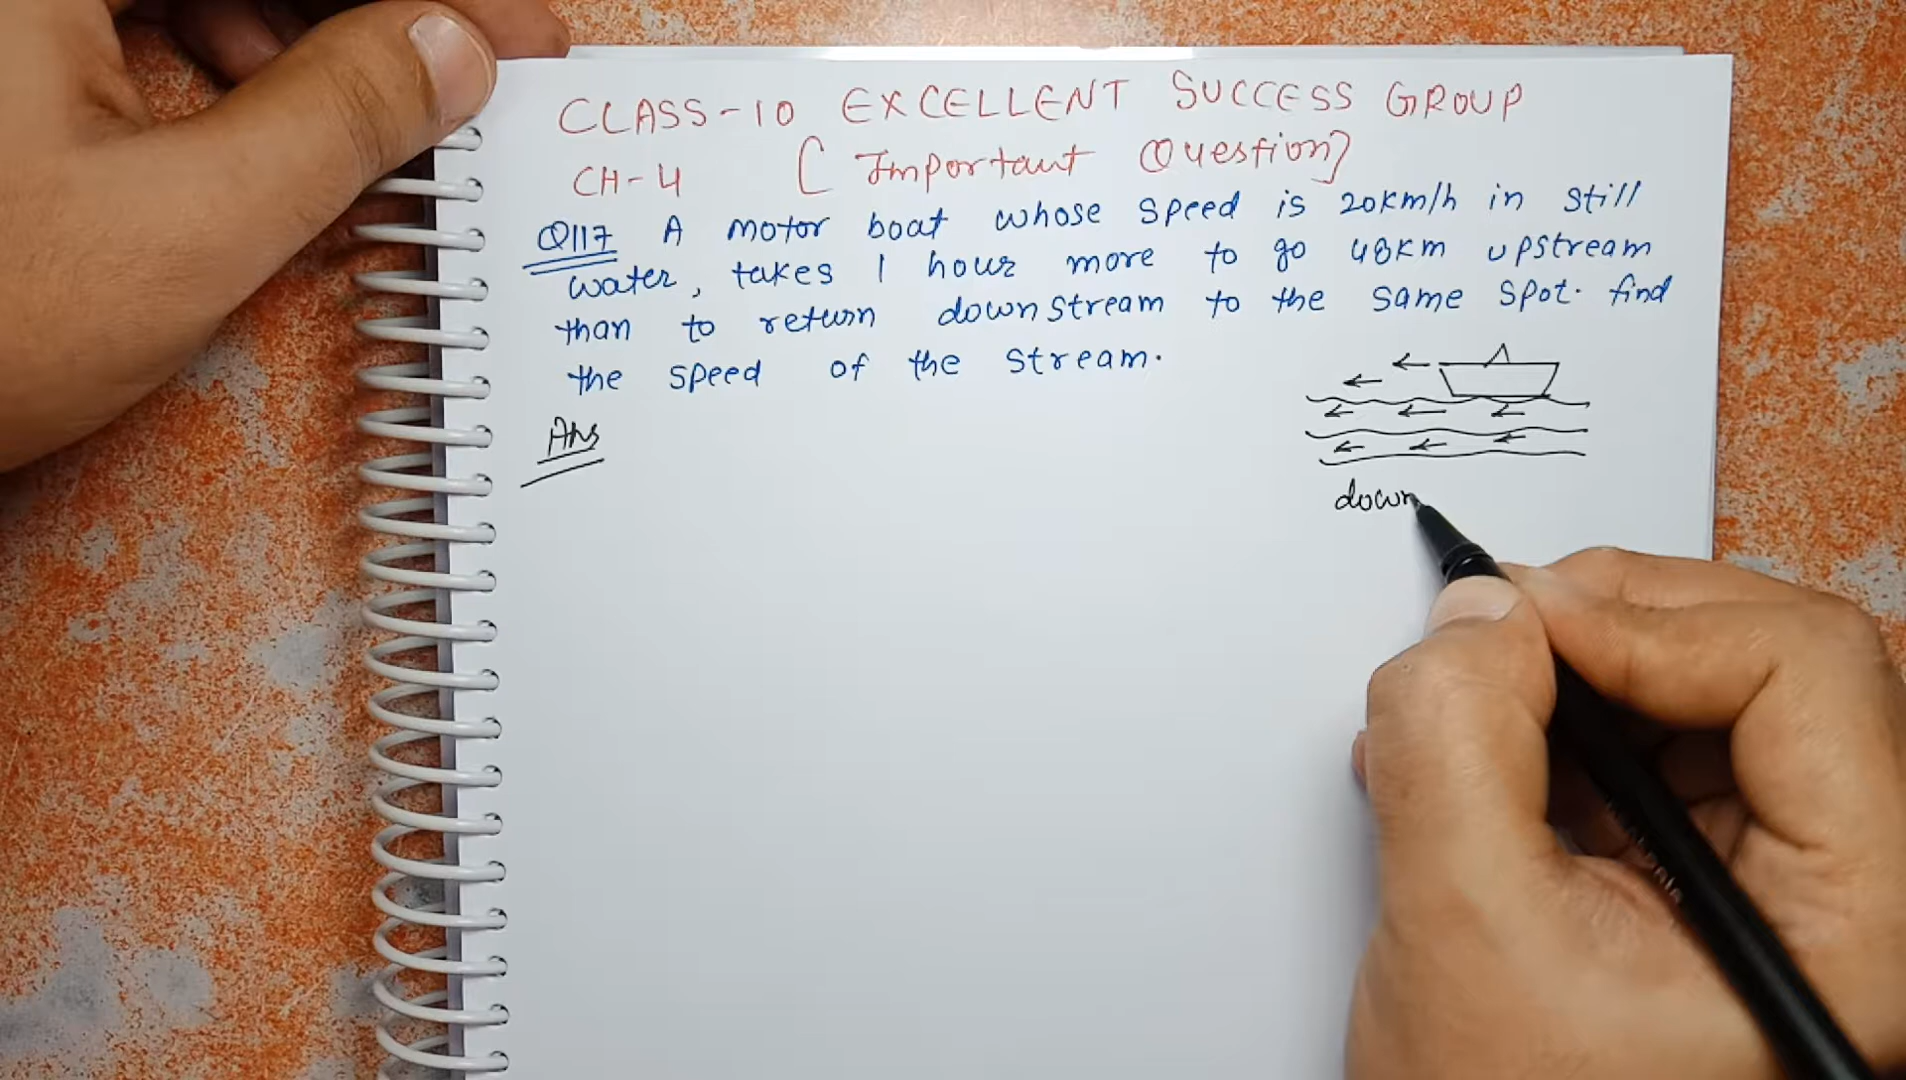 CLASS-10 EXCELLENT SUCCESS GROUP
CH-4 [Important Question]
Q117 A motor boat whose speed is 20km/h in still
water, takes 1 hour more to go 48km upstream
than to return downstream to the same spot. find
the speed of the stream.
Ans
down